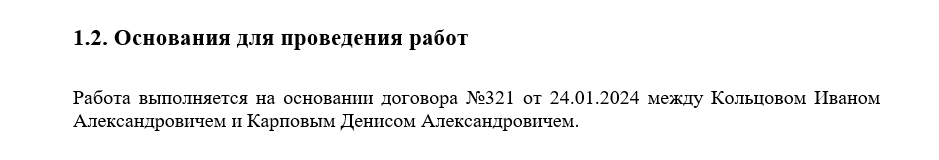 1.2. Основания для проведения работ
Работа выполняется на основании договора №321 от 24.01.2024 между Кольцовом Иваном
Александровичем и Карповым Денисом Александровичем.